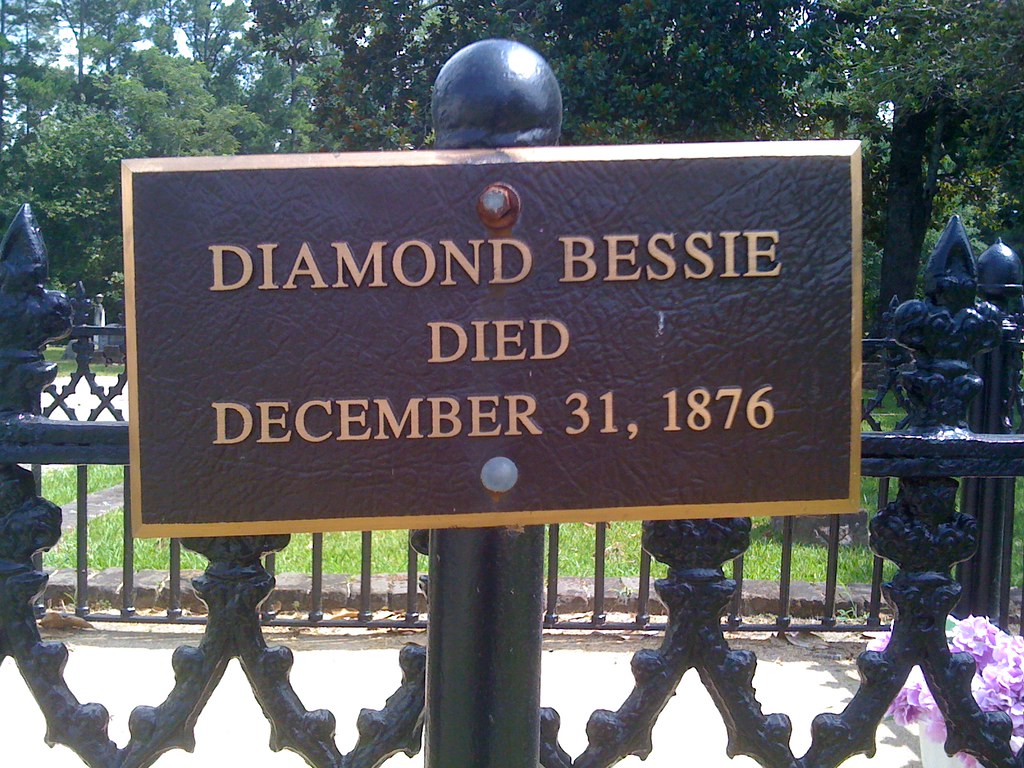 DIAMOND BESSIE
DIED
DECEMBER 31, 1876